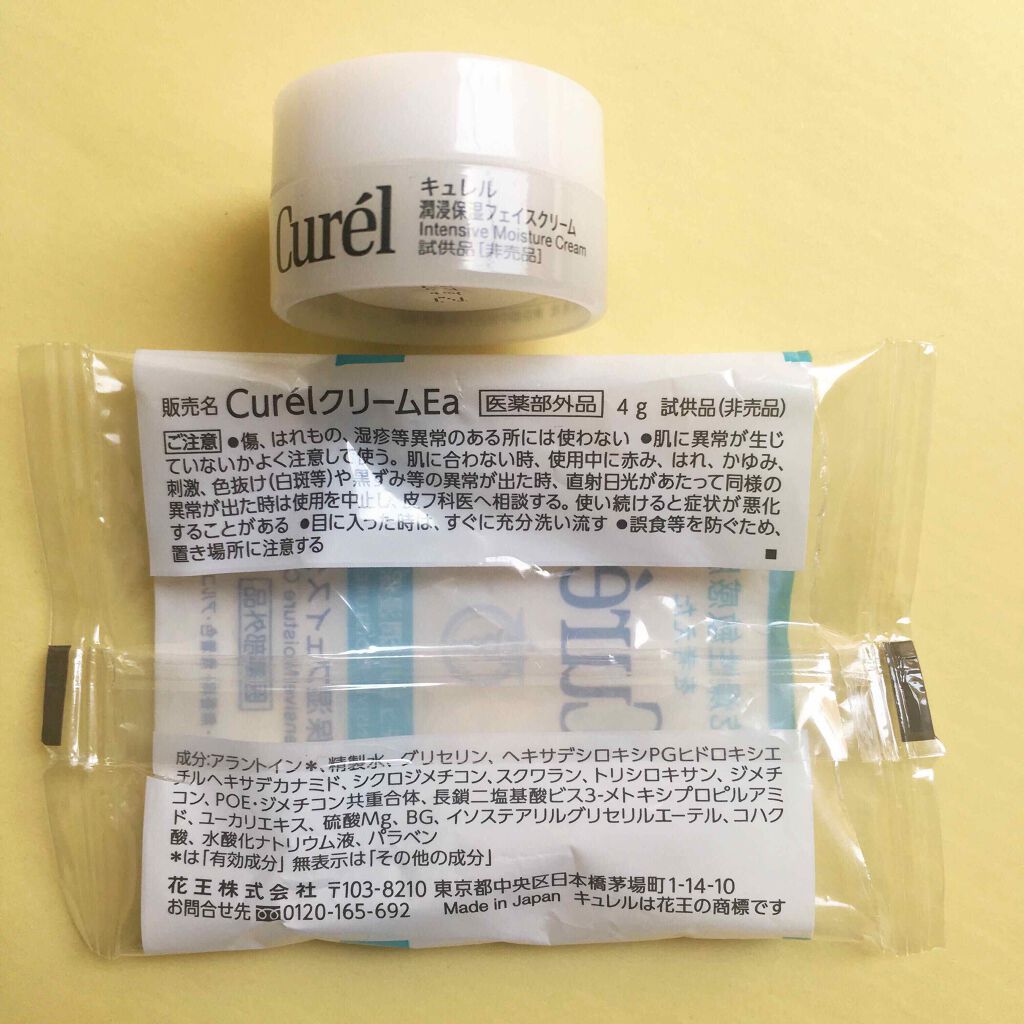 Curél
キュレル
潤浸保湿フェイスクリーム
Intensive Moisture Cream
試供品［非売品］
販売名 CurélクリームEa 医薬部外品 4g 試供品(非売品)
ご注意 ●傷、はれもの、湿疹等異常のある所には使わない ●肌に異常が生じ
ていないかよく注意して使う。肌に合わない時、使用中に赤み、はれ、かゆみ、
刺激、色抜け(白斑等)や黒ずみ等の異常が出た時、直射日光があたって同様の
異常が出た時は使用を中止し、皮フ科医へ相談する。使い続けると症状が悪化
することがある ●目に入った時は、すぐに充分洗い流す ●誤食等を防ぐため、
置き場所に注意する
成分:アラントイン＊、精製水、グリセリン、ヘキサデシロキシPGヒドロキシエ
チルヘキサデカナミド、シクロジメチコン、スクワラン、トリシロキサン、ジメチ
コン、POE・ジメチコン共重合体、長鎖二塩基酸ビス3-メトキシプロピルアミ
ド、ユーカリエキス、硫酸Mg、BG、イソステアリルグリセリルエーテル、コハク
酸、水酸化ナトリウム液、パラベン
＊は「有効成分」 無表示は「その他の成分」
花王株式会社 〒103-8210 東京都中央区日本橋茅場町1-14-10
お問合せ先 0120-165-692 Made in Japan キュレルは花王の商標です